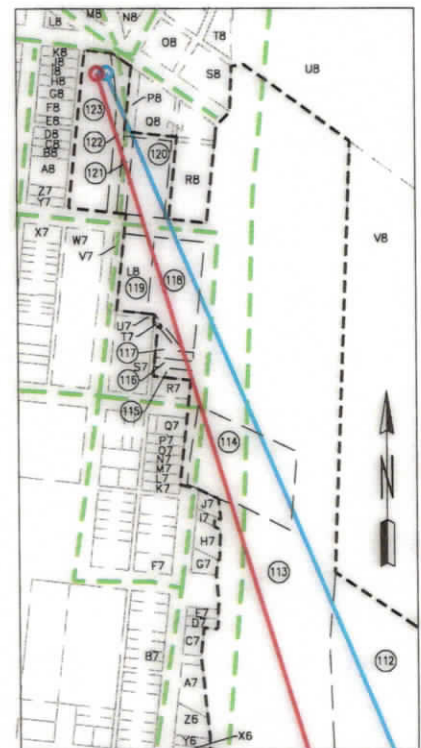 M8
N8
L8
T8
O8
S8
U8
K8
J8
I8
H8
G8
F8
E8
D8
C8
B8
A8
Z7
Y7
P8
Q8
R8
123
122
121
120
X7
W7
V7
V8
L8
119
118
U7
T7
117
S7
116
R7
115
114
N
Q7
P7
O7
N7
M7
L7
K7
J7
I7
H7
G7
F7
113
E7
D7
C7
B7
A7
112
Z6
Y6
X6